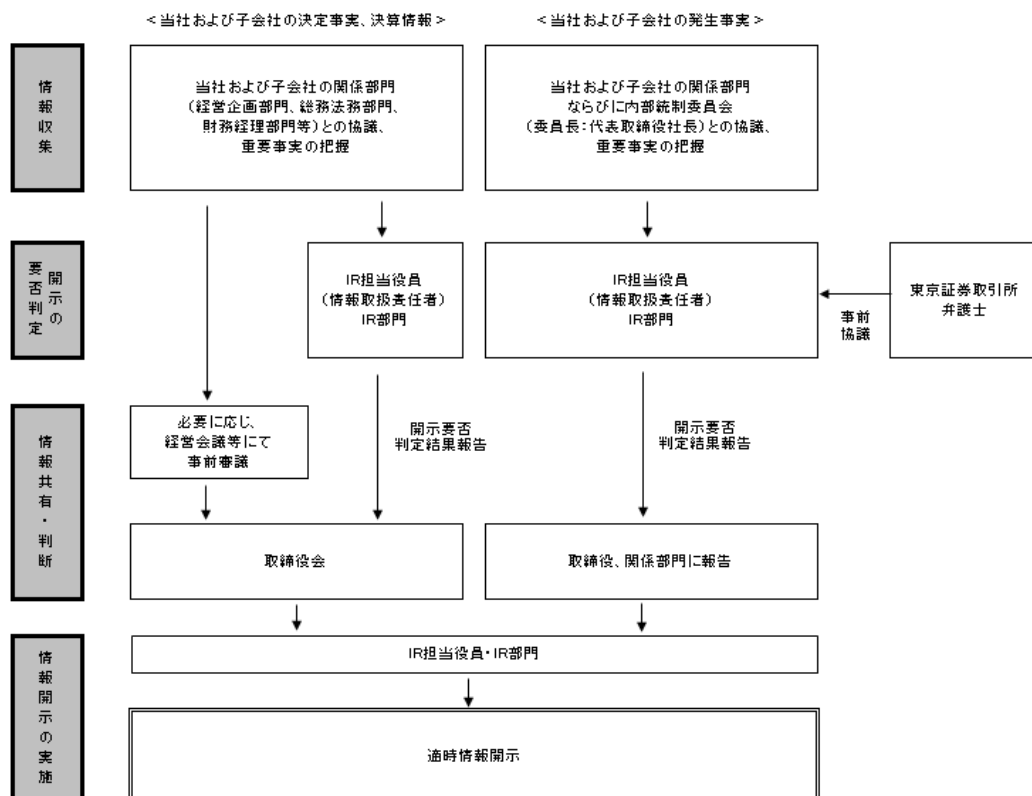 ＜当社および子会社の決定事実、決算情報＞
＜当社および子会社の発生事実＞
情報収集
当社および子会社の関係部門
（経営企画部門、総務法務部門、
財務経理部門等）との協議、
重要事実の把握
当社および子会社の関係部門
ならびに内部統制委員会
（委員長：代表取締役社長）との協議、
重要事実の把握
開示の
要否判定
IR担当役員
（情報取扱責任者）
IR部門
IR担当役員
（情報取扱責任者）
IR部門
事前
協議
東京証券取引所
弁護士
情報共有・判断
必要に応じ、
経営会議等にて
事前審議
開示要否
判定結果報告
開示要否
判定結果報告
取締役会
取締役、関係部門に報告
情報開示の実施
IR担当役員・IR部門
適時情報開示